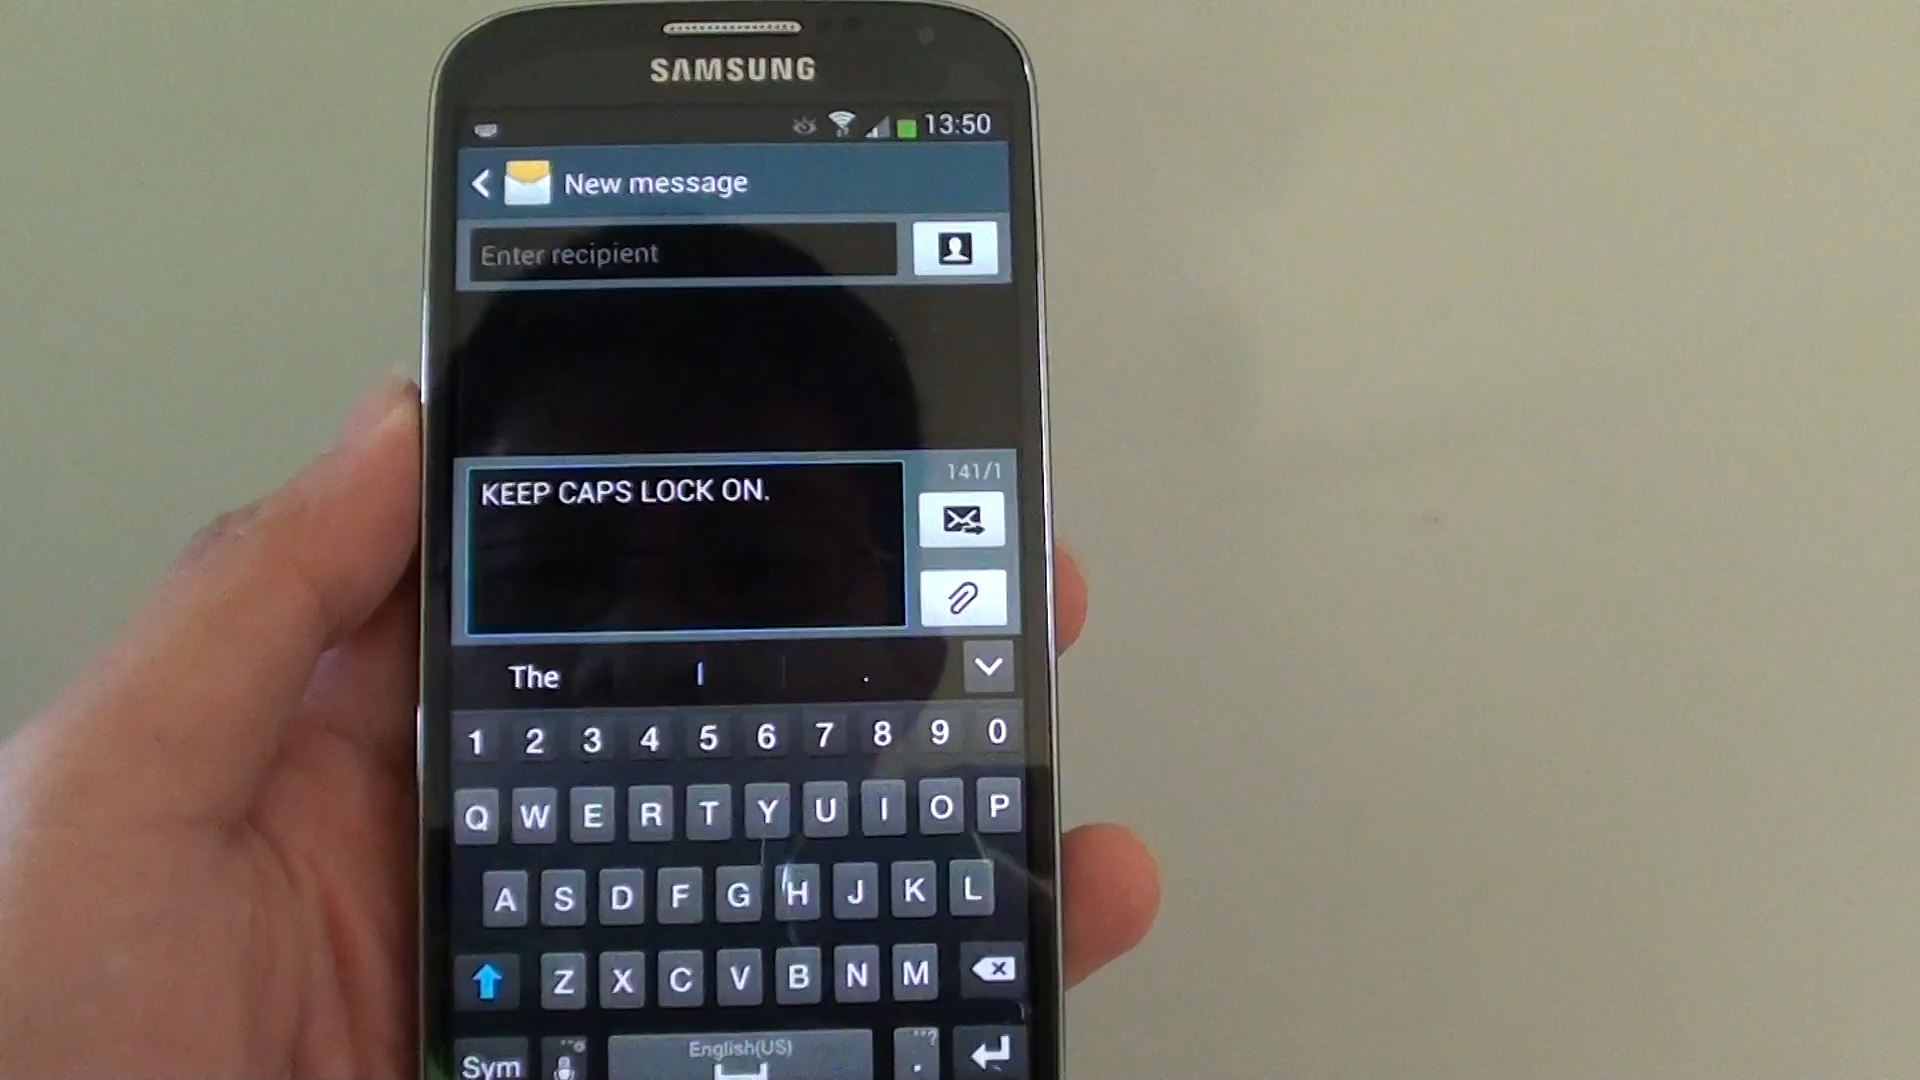 SAMSUNG
13:50
New message
Enter recipient
141/1
KEEP CAPS LOCK ON.
The I .
1 2 3 4 5 6 7 8 9 0
Q W E R T Y U I O P
A S D F G H J K L
Z X C V B N M
Sym English(US) .